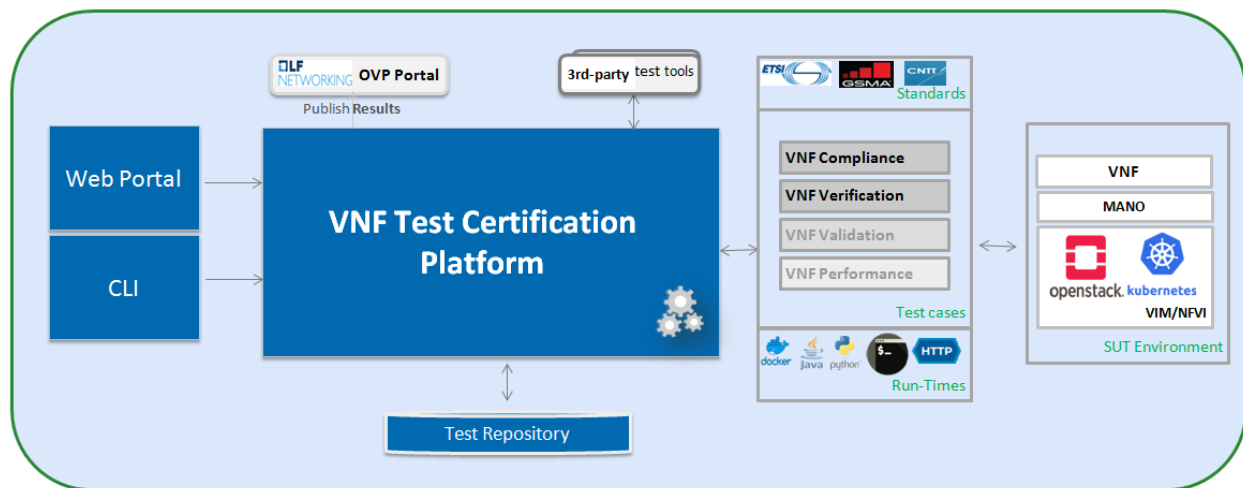 LF
NETWORKING
OVP Portal
Publish Results
3rd-party test tools
Web Portal
CLI
VNF Test Certification
Platform
Test Repository
ETSI
GSMA
CNTT
Standards
VNF Compliance
VNF Verification
VNF Validation
VNF Performance
Test cases
docker
Java
python
$_
HTTP
Run-Times
VNF
MANO
openstack.
kubernetes
VIM/NFVI
SUT Environment